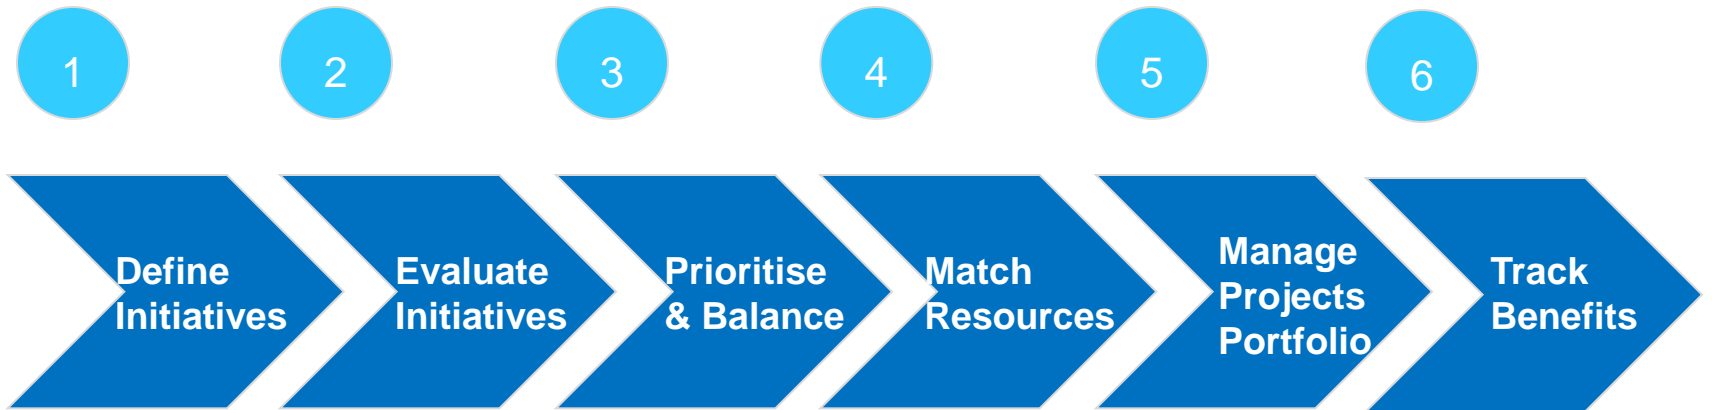 1
2
3
4
5
6
Define
Initiatives
Evaluate
Initiatives
Prioritise
& Balance
Match
Resources
Manage
Projects
Portfolio
Track
Benefits